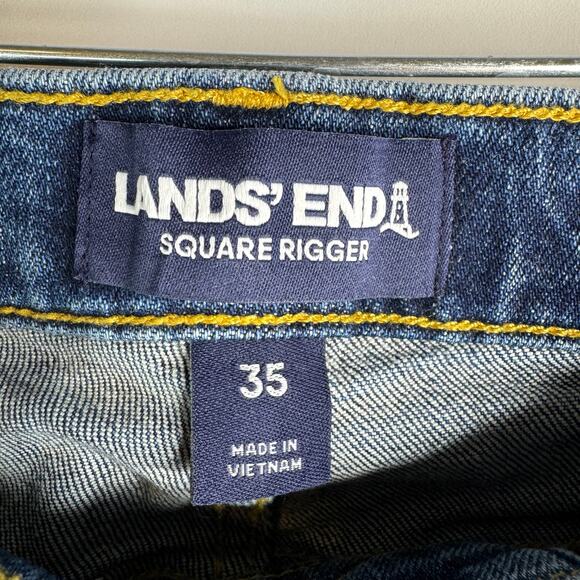 LANDS' END
SQUARE RIGGER
35
MADE IN
VIETNAM